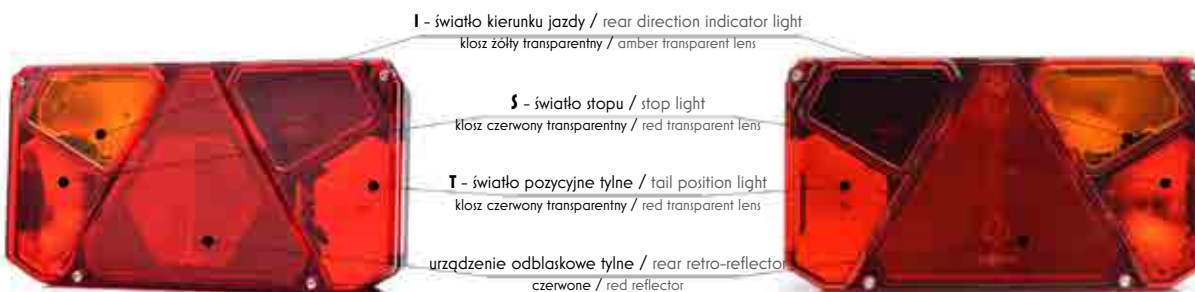 I - światło kierunku jazdy / rear direction indicator light
klosz żółty transparentny / amber transparent lens
S - światło stopu / stop light
klosz czerwony transparentny / red transparent lens
T - światło pozycyjne tylne / tail position light
klosz czerwony transparentny / red transparent lens
urządzenie odblaskowe tylne / rear retro-reflector
czerwone / red reflector